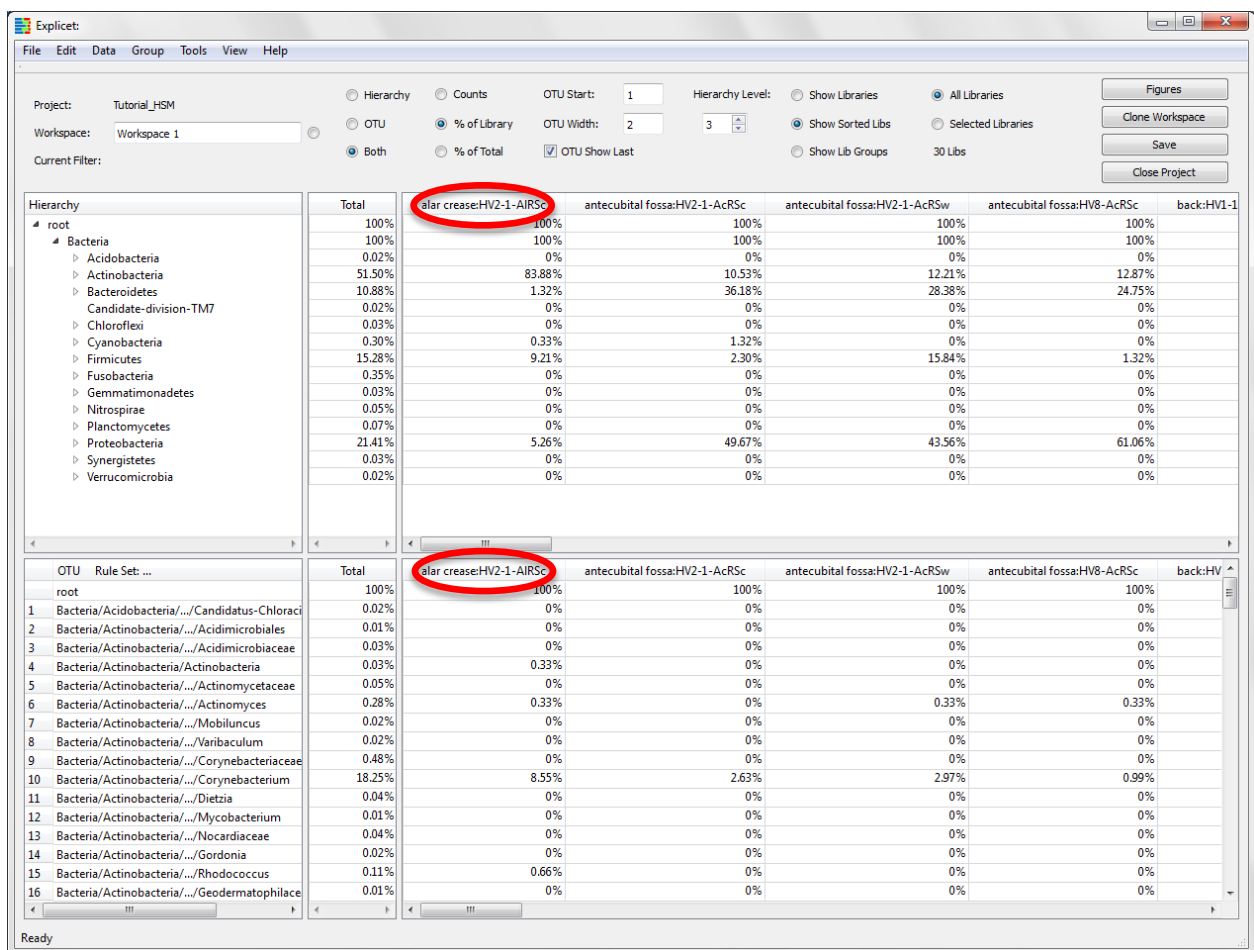 Explicet:
File Edit Data Group Tools View Help
Project: Tutorial_HSM
Workspace: Workspace 1
Current Filter:
Hierarchy Counts OTU Start: 1 Hierarchy Level: Show Libraries All Libraries Figures
OTU % of Library OTU Width: 2 3 Show Sorted Libs Selected Libraries Clone Workspace
Both % of Total OTU Show Last Show Lib Groups 30 Libs Save
Close Project
Hierarchy Total alar crease:HV2-1-AlRSc antecubital fossa:HV2-1-AcRSc antecubital fossa:HV2-1-AcRSw antecubital fossa:HV8-AcRSc back:HV1-1
root 100% 100% 100% 100% 100%
Bacteria 100% 100% 100% 100% 100%
Acidobacteria 0.02% 0% 0% 0% 0%
Actinobacteria 51.50% 83.88% 10.53% 12.21% 12.87%
Bacteroidetes 10.88% 1.32% 36.18% 28.38% 24.75%
Candidate-division-TM7 0.02% 0% 0% 0% 0%
Chloroflexi 0.03% 0% 0% 0% 0%
Cyanobacteria 0.30% 0.33% 1.32% 0% 0%
Firmicutes 15.28% 9.21% 2.30% 15.84% 1.32%
Fusobacteria 0.35% 0% 0% 0% 0%
Gemmatimonadetes 0.03% 0% 0% 0% 0%
Nitrospirae 0.05% 0% 0% 0% 0%
Planctomycetes 0.07% 0% 0% 0% 0%
Proteobacteria 21.41% 5.26% 49.67% 43.56% 61.06%
Synergistetes 0.03% 0% 0% 0% 0%
Verrucomicrobia 0.02% 0% 0% 0% 0%
OTU Rule Set: ... Total alar crease:HV2-1-AlRSc antecubital fossa:HV2-1-AcRSc antecubital fossa:HV2-1-AcRSw antecubital fossa:HV8-AcRSc back:HV
root 100% 100% 100% 100% 100%
1 Bacteria/Acidobacteria/.../Candidatus-Chloraci 0.02% 0% 0% 0% 0%
2 Bacteria/Actinobacteria/.../Acidimicrobiales 0.01% 0% 0% 0% 0%
3 Bacteria/Actinobacteria/.../Acidimicrobiaceae 0.03% 0% 0% 0% 0%
4 Bacteria/Actinobacteria/Actinobacteria 0.03% 0.33% 0% 0% 0%
5 Bacteria/Actinobacteria/.../Actinomycetaceae 0.05% 0% 0% 0% 0%
6 Bacteria/Actinobacteria/.../Actinomyces 0.28% 0.33% 0% 0.33% 0.33%
7 Bacteria/Actinobacteria/.../Mobiluncus 0.02% 0% 0% 0% 0%
8 Bacteria/Actinobacteria/.../Varibaculum 0.02% 0% 0% 0% 0%
9 Bacteria/Actinobacteria/.../Corynebacteriaceae 0.48% 0% 0% 0% 0%
10 Bacteria/Actinobacteria/.../Corynebacterium 18.25% 8.55% 2.63% 2.97% 0.99%
11 Bacteria/Actinobacteria/.../Dietzia 0.04% 0% 0% 0% 0%
12 Bacteria/Actinobacteria/.../Mycobacterium 0.01% 0% 0% 0% 0%
13 Bacteria/Actinobacteria/.../Nocardiaceae 0.04% 0% 0% 0% 0%
14 Bacteria/Actinobacteria/.../Gordonia 0.02% 0% 0% 0% 0%
15 Bacteria/Actinobacteria/.../Rhodococcus 0.11% 0.66% 0% 0% 0%
16 Bacteria/Actinobacteria/.../Geodermatophilace 0.01% 0% 0% 0% 0%
Ready